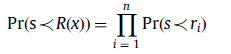 Pr(s≺R(x)) = ∏_{i = 1}^{n} Pr(s≺r_i)